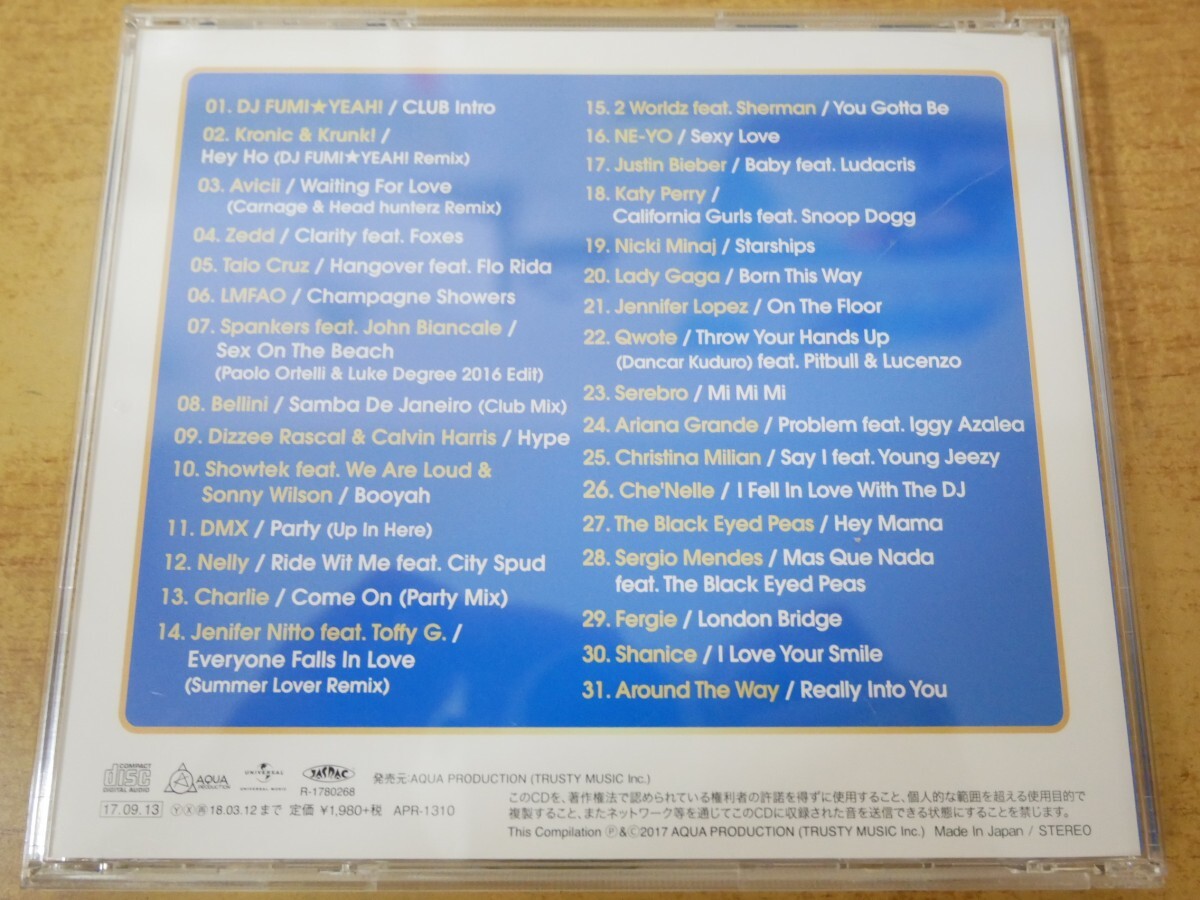 01. DJ FUMI★YEAH! / CLUB Intro
02. Kronic & Krunk! /
Hey Ho (DJ FUMI★YEAH! Remix)
03. Avicii / Waiting For Love
(Carnage & Head hunterz Remix)
04. Zedd / Clarity feat. Foxes
05. Taio Cruz / Hangover feat. Flo Rida
06. LMFAO / Champagne Showers
07. Spankers feat. John Biancale /
Sex On The Beach
(Paolo Ortelli & Luke Degree 2016 Edit)
08. Bellini / Samba De Janeiro (Club Mix)
09. Dizzee Rascal & Calvin Harris / Hype
10. Showtek feat. We Are Loud &
Sonny Wilson / Booyah
11. DMX / Party (Up In Here)
12. Nelly / Ride Wit Me feat. City Spud
13. Charlie / Come On (Party Mix)
14. Jenifer Nitto feat. Toffy G. /
Everyone Falls In Love
(Summer Lover Remix)
15. 2 Worldz feat. Sherman / You Gotta Be
16. NE-YO / Sexy Love
17. Justin Bieber / Baby feat. Ludacris
18. Katy Perry /
California Gurls feat. Snoop Dogg
19. Nicki Minaj / Starships
20. Lady Gaga / Born This Way
21. Jennifer Lopez / On The Floor
22. Qwote / Throw Your Hands Up
(Dancar Kuduro) feat. Pitbull & Lucenzo
23. Serebro / Mi Mi Mi
24. Ariana Grande / Problem feat. Iggy Azalea
25. Christina Milian / Say I feat. Young Jeezy
26. Che'Nelle / I Fell In Love With The DJ
27. The Black Eyed Peas / Hey Mama
28. Sergio Mendes / Mas Que Nada
feat. The Black Eyed Peas
29. Fergie / London Bridge
30. Shanice / I Love Your Smile
31. Around The Way / Really Into You
COMPACT
disc
DIGITAL AUDIO
AQUA
PRODUCTION
UNIVERSAL
UNIVERSAL MUSIC
JASRAC
R-1780268
発売元:AQUA PRODUCTION (TRUSTY MUSIC Inc.)
17.09.13 Ⓨ Ⓧ 18.03.12まで 定価 ¥1,980+税 APR-1310
このCDを、著作権法で認められている権利者の許諾を得ずに使用すること、個人的な範囲を超える使用目的で
複製すること、またネットワーク等を通じてこのCDに収録された音を送信できる状態にすることを禁じます。
This Compilation Ⓟ&Ⓒ2017 AQUA PRODUCTION (TRUSTY MUSIC Inc.) Made In Japan / STEREO